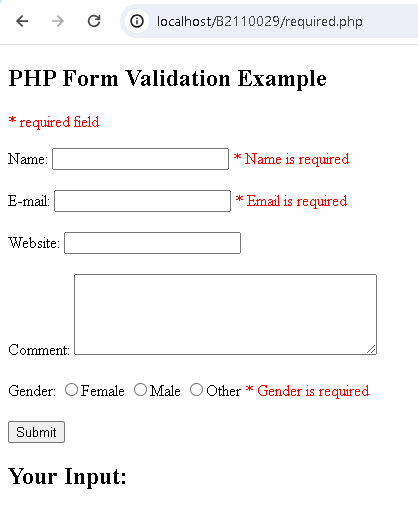 localhost/B2110029/required.php
PHP Form Validation Example
* required field
Name: * Name is required
E-mail: * Email is required
Website:
Comment:
Gender: Female Male Other * Gender is required
Submit
Your Input: